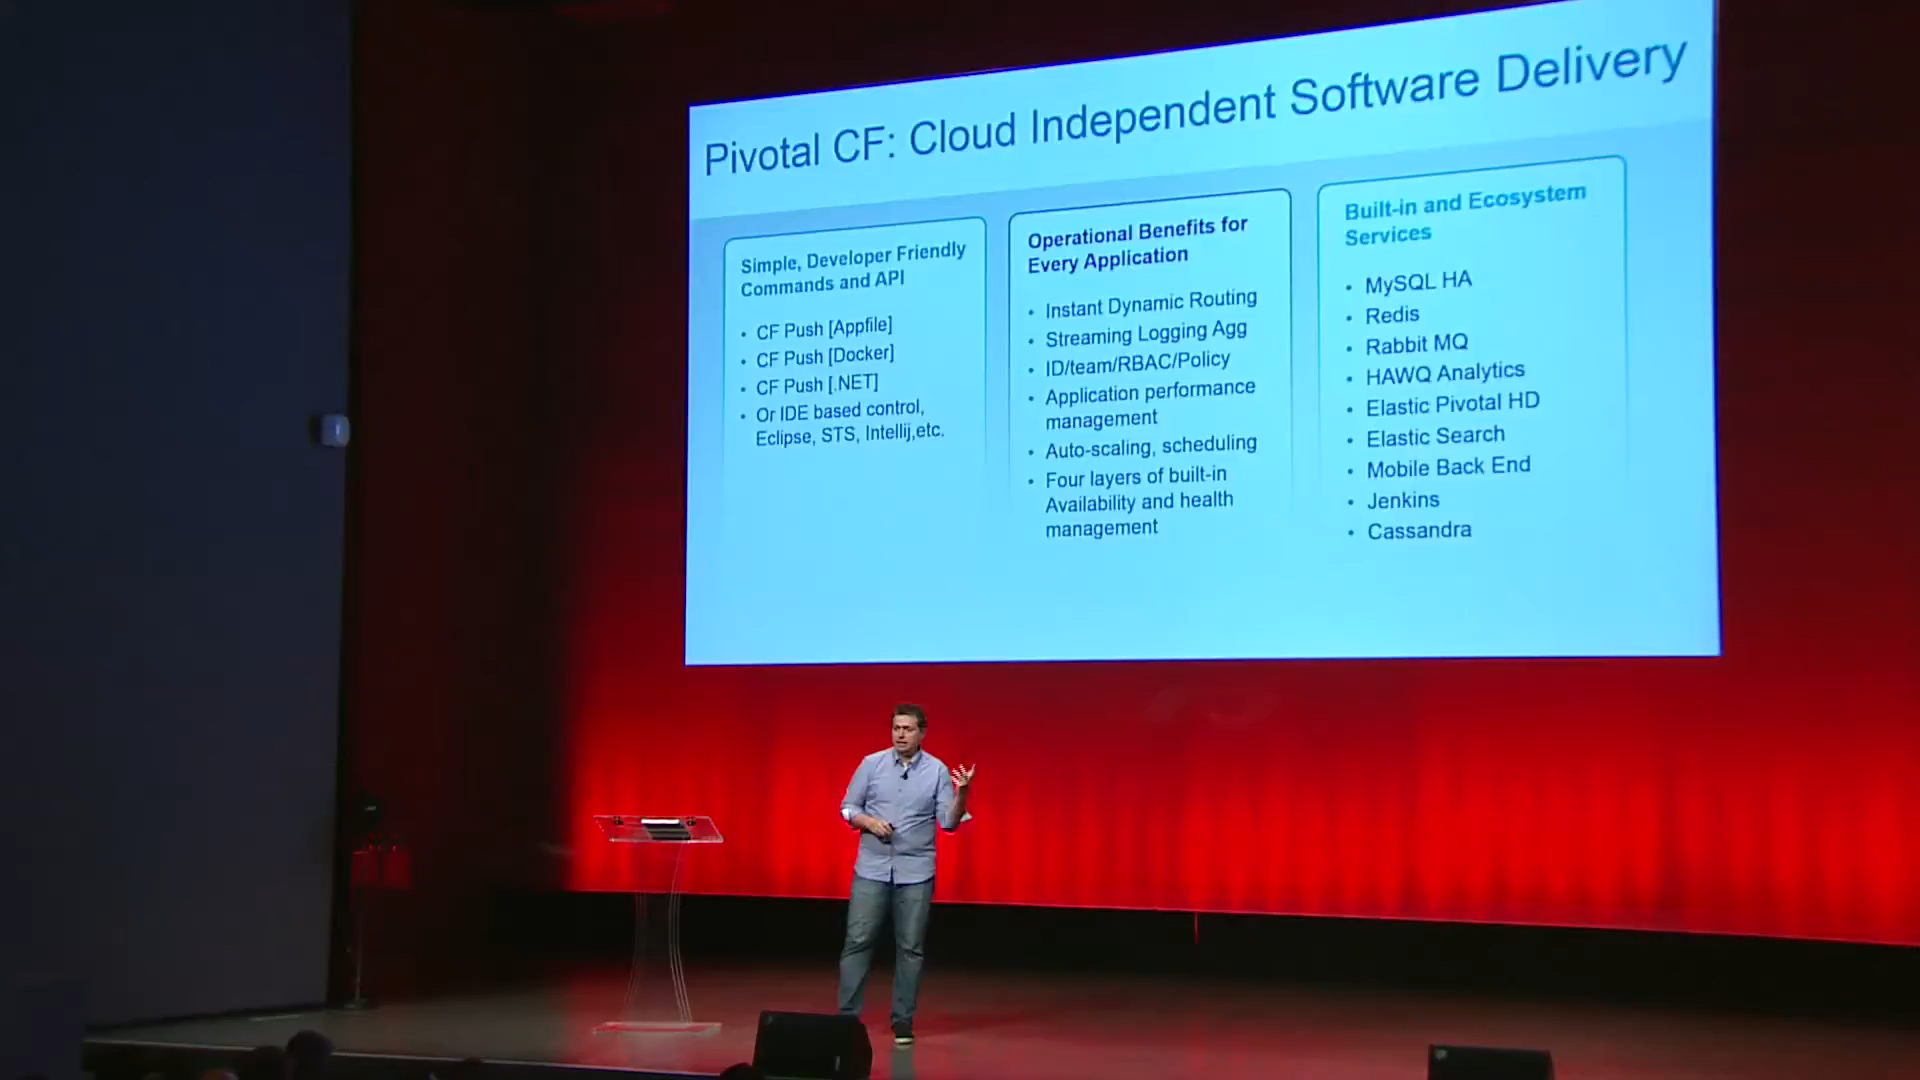 Pivotal CF: Cloud Independent Software Delivery
Simple, Developer Friendly
Commands and API
• CF Push [Appfile]
• CF Push [Docker]
• CF Push [.NET]
• Or IDE based control,
Eclipse, STS, Intellij,etc.
Operational Benefits for
Every Application
• Instant Dynamic Routing
• Streaming Logging Agg
• ID/team/RBAC/Policy
• Application performance
management
• Auto-scaling, scheduling
• Four layers of built-in
Availability and health
management
Built-in and Ecosystem
Services
• MySQL HA
• Redis
• Rabbit MQ
• HAWQ Analytics
• Elastic Pivotal HD
• Elastic Search
• Mobile Back End
• Jenkins
• Cassandra